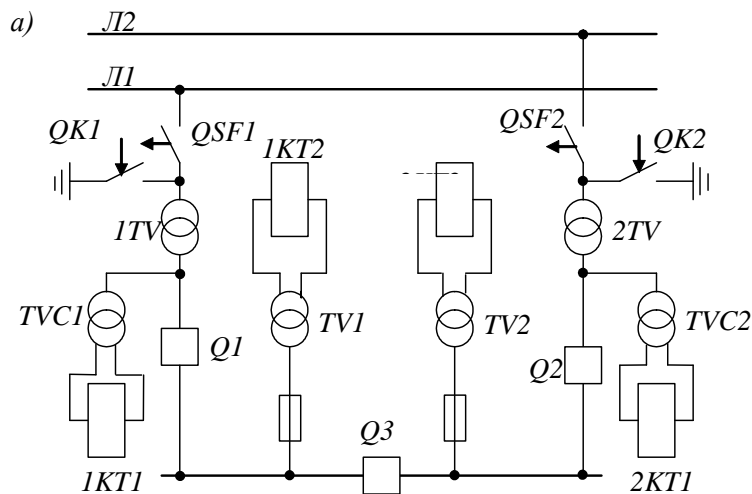 а)
Л2
Л1
QK1
QSF1
1KT2
QSF2
QK2
1TV
2TV
TVC1
Q1
TV1
TV2
Q2
TVC2
1KT1
Q3
2KT1